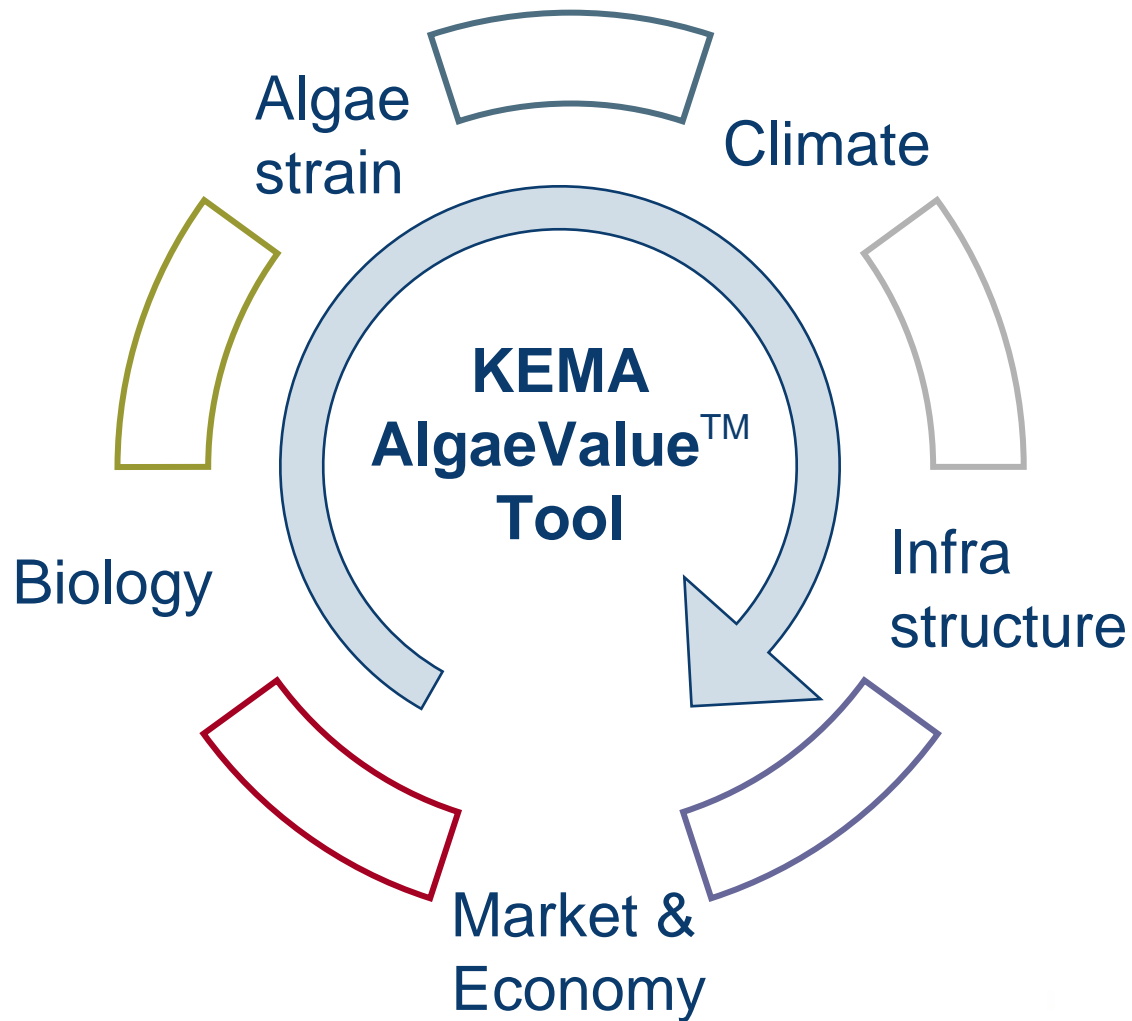 Algae
strain
Climate
KEMA
AlgaeValue™
Tool
Biology
Infra
structure
Market &
Economy